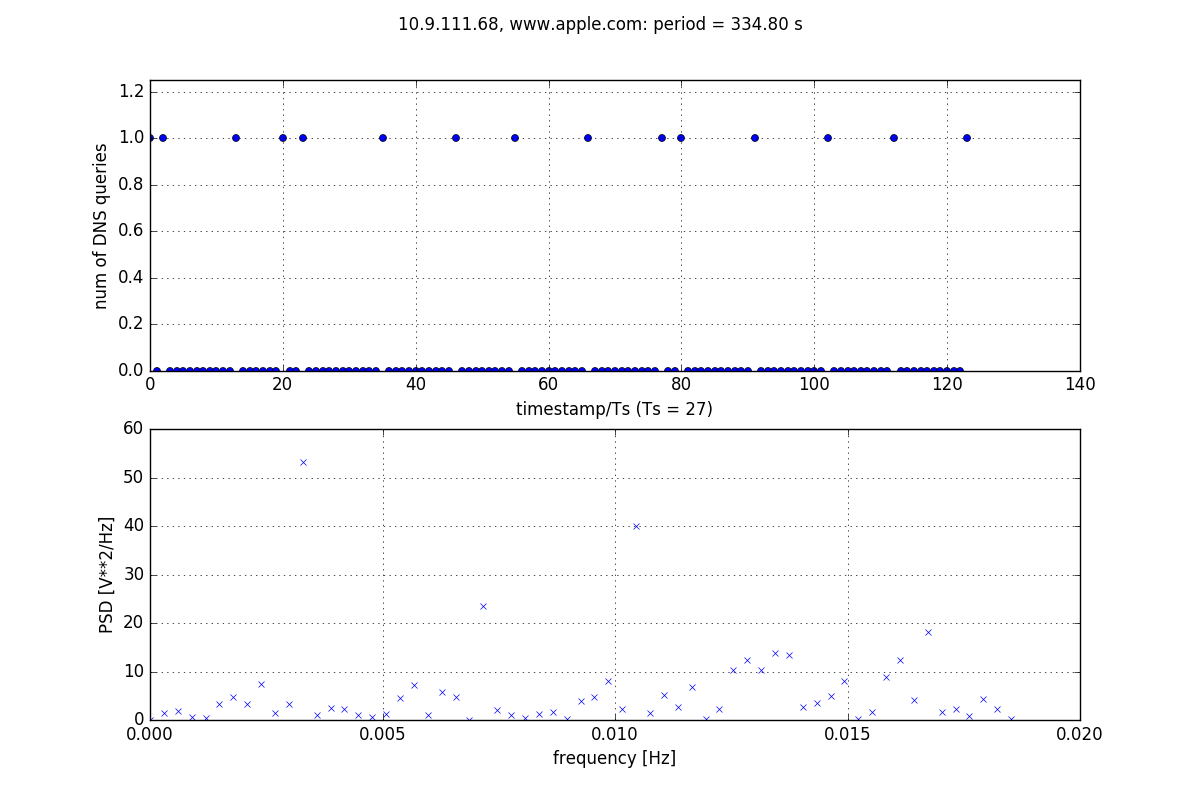 10.9.111.68, www.apple.com: period = 334.80 s
1.2
1.0
0.8
0.6
0.4
0.2
0.0
num of DNS queries
0 20 40 60 80 100 120 140
timestamp/Ts (Ts = 27)
60
50
40
30
20
10
0
PSD [V**2/Hz]
0.000 0.005 0.010 0.015 0.020
frequency [Hz]